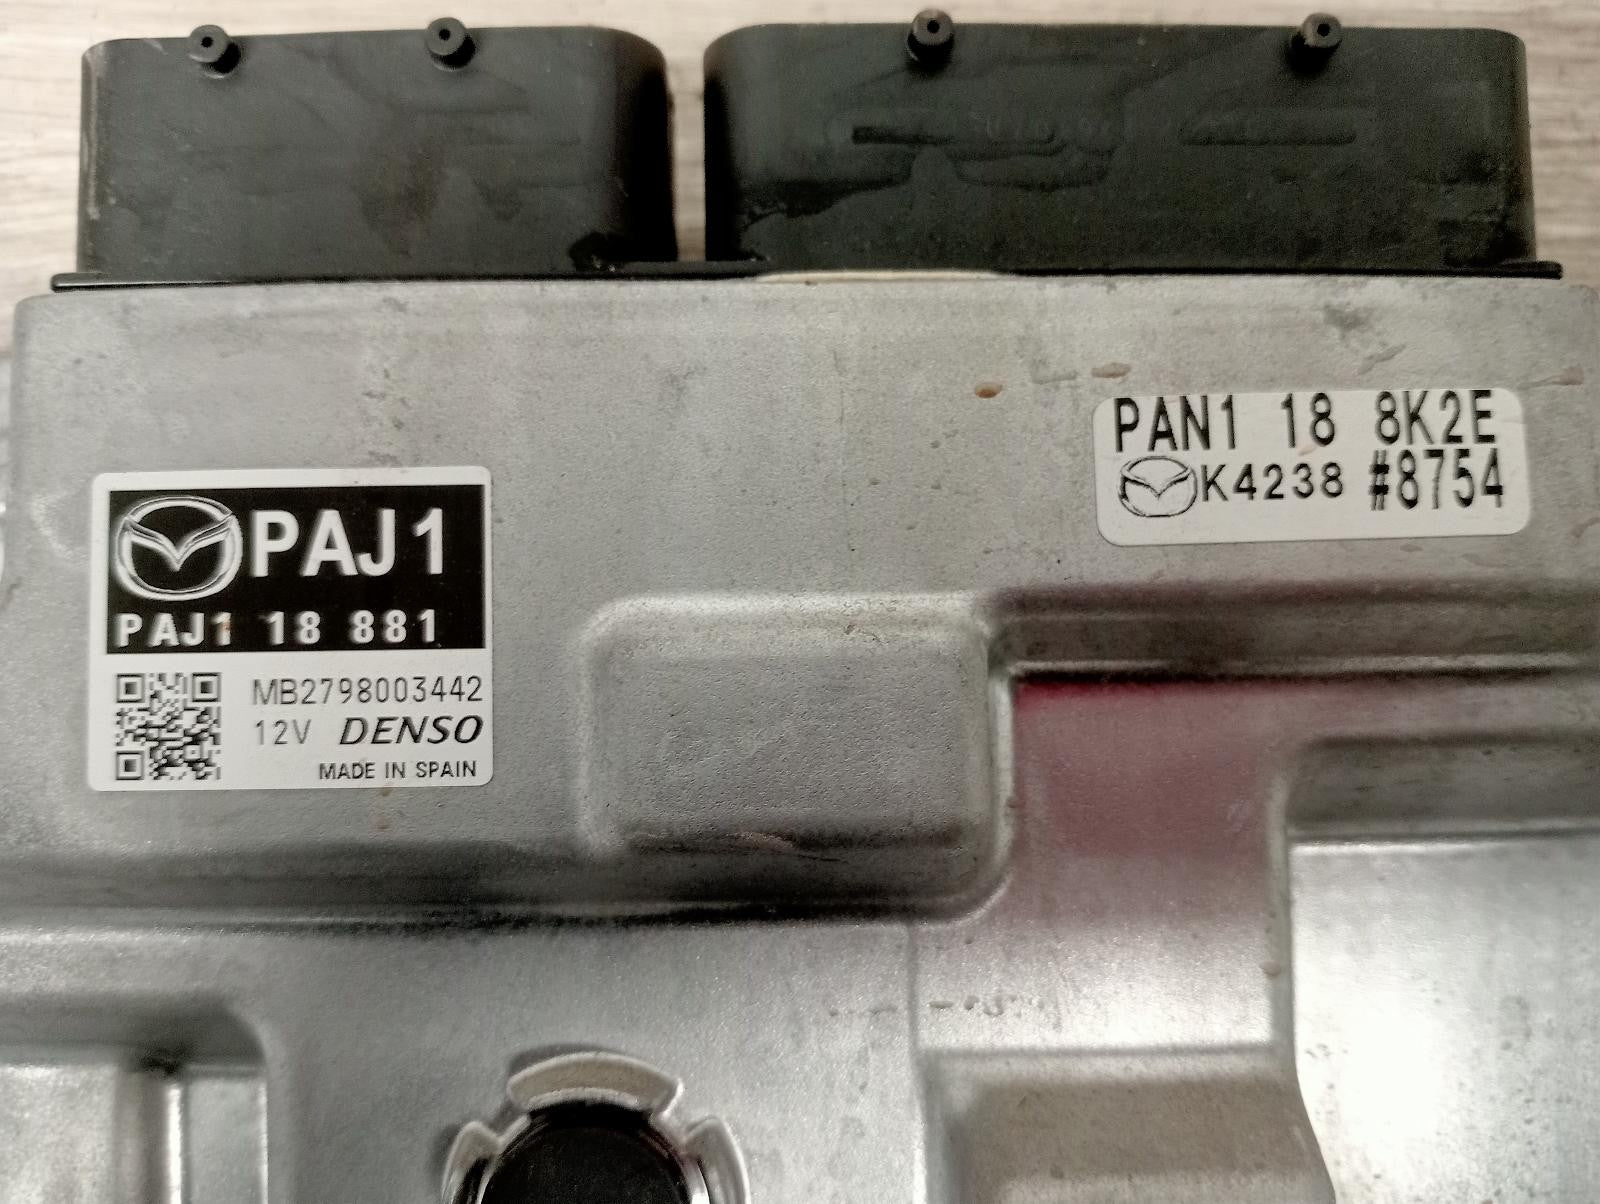 PAJ1
PAJ1 18 881
MB2798003442
12V DENSO
MADE IN SPAIN
PAN1 18 8K2E
K4238 #8754